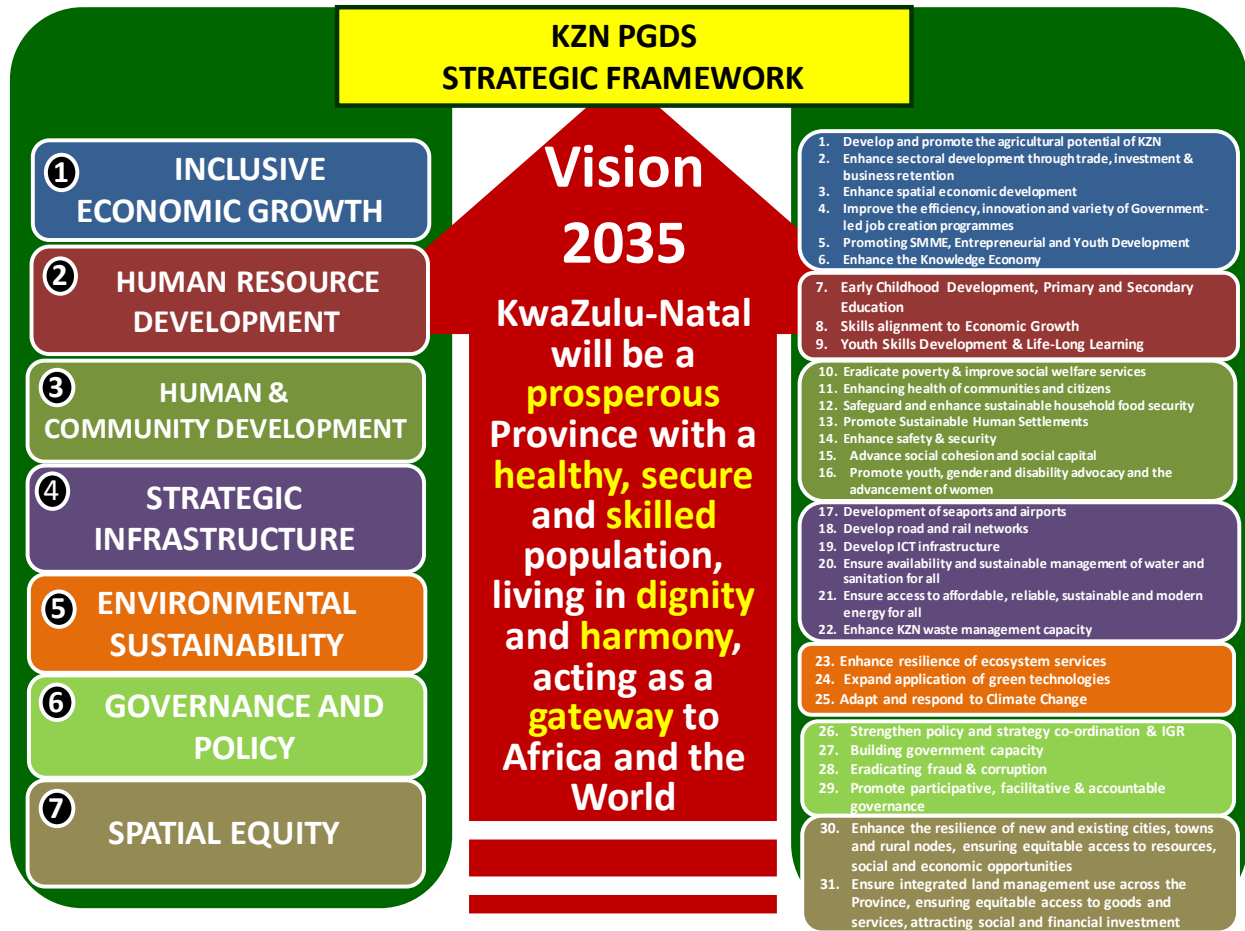 KZN PGDS
STRATEGIC FRAMEWORK
❶ INCLUSIVE
ECONOMIC GROWTH
❷ HUMAN RESOURCE
DEVELOPMENT
❸ HUMAN &
COMMUNITY DEVELOPMENT
④ STRATEGIC
INFRASTRUCTURE
❺ ENVIRONMENTAL
SUSTAINABILITY
❻ GOVERNANCE AND
POLICY
❼ SPATIAL EQUITY
Vision
2035
KwaZulu-Natal
will be a
prosperous
Province with a
healthy, secure
and skilled
population,
living in dignity
and harmony,
acting as a
gateway to
Africa and the
World
1. Develop and promote the agricultural potential of KZN
2. Enhance sectoral development through trade, investment &
business retention
3. Enhance spatial economic development
4. Improve the efficiency, innovation and variety of Government-
led job creation programmes
5. Promoting SMME, Entrepreneurial and Youth Development
6. Enhance the Knowledge Economy
7. Early Childhood Development, Primary and Secondary
Education
8. Skills alignment to Economic Growth
9. Youth Skills Development & Life-Long Learning
10. Eradicate poverty & improve social welfare services
11. Enhancing health of communities and citizens
12. Safeguard and enhance sustainable household food security
13. Promote Sustainable Human Settlements
14. Enhance safety & security
15. Advance social cohesion and social capital
16. Promote youth, gender and disability advocacy and the
advancement of women
17. Development of seaports and airports
18. Develop road and rail networks
19. Develop ICT infrastructure
20. Ensure availability and sustainable management of water and
sanitation for all
21. Ensure access to affordable, reliable, sustainable and modern
energy for all
22. Enhance KZN waste management capacity
23. Enhance resilience of ecosystem services
24. Expand application of green technologies
25. Adapt and respond to Climate Change
26. Strengthen policy and strategy co-ordination & IGR
27. Building government capacity
28. Eradicating fraud & corruption
29. Promote participative, facilitative & accountable
governance
30. Enhance the resilience of new and existing cities, towns
and rural nodes, ensuring equitable access to resources,
social and economic opportunities
31. Ensure integrated land management use across the
Province, ensuring equitable access to goods and
services, attracting social and financial investment